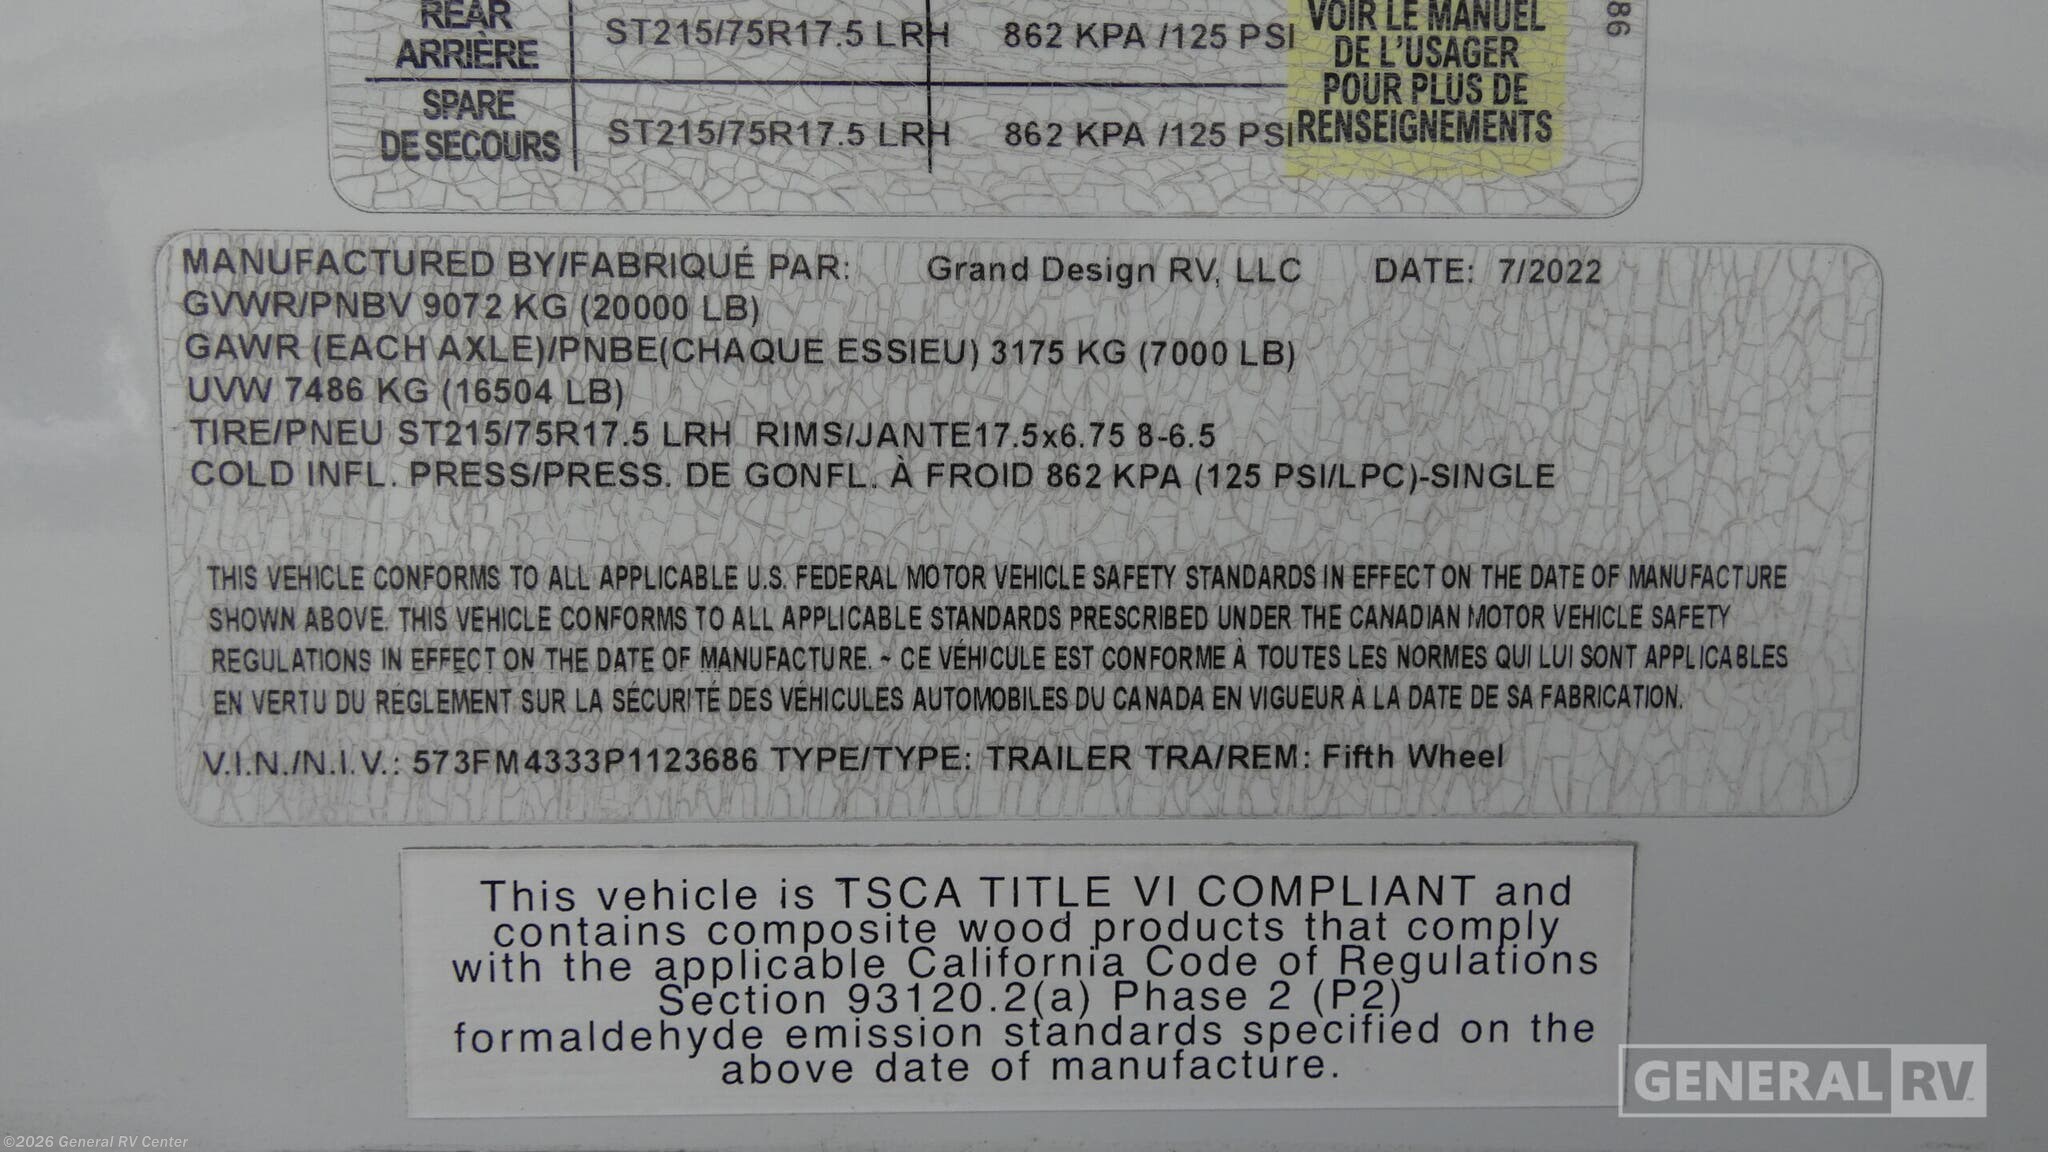 REAR
ARRIÈRE
ST215/75R17.5 LRH 862 KPA /125 PSI
SPARE
DE SECOURS
ST215/75R17.5 LRH 862 KPA /125 PSI
VOIR LE MANUEL
DE L'USAGER
POUR PLUS DE
RENSEIGNEMENTS
86
MANUFACTURED BY/FABRIQUÉ PAR: Grand Design RV, LLC DATE: 7/2022
GVWR/PNBV 9072 KG (20000 LB)
GAWR (EACH AXLE)/PNBE(CHAQUE ESSIEU) 3175 KG (7000 LB)
UVW 7486 KG (16504 LB)
TIRE/PNEU ST215/75R17.5 LRH RIMS/JANTE17.5x6.75 8-6.5
COLD INFL. PRESS/PRESS. DE GONFL. À FROID 862 KPA (125 PSI/LPC)-SINGLE
THIS VEHICLE CONFORMS TO ALL APPLICABLE U.S. FEDERAL MOTOR VEHICLE SAFETY STANDARDS IN EFFECT ON THE DATE OF MANUFACTURE
SHOWN ABOVE. THIS VEHICLE CONFORMS TO ALL APPLICABLE STANDARDS PRESCRIBED UNDER THE CANADIAN MOTOR VEHICLE SAFETY
REGULATIONS IN EFFECT ON THE DATE OF MANUFACTURE. ~ CE VÉHICULE EST CONFORME À TOUTES LES NORMES QUI LUI SONT APPLICABLES
EN VERTU DU RÉGLEMENT SUR LA SÉCURITÉ DES VÉHICULES AUTOMOBILES DU CANADA EN VIGUEUR À LA DATE DE SA FABRICATION.
V.I.N./N.I.V.: 573FM4333P1123686 TYPE/TYPE: TRAILER TRA/REM: Fifth Wheel
This vehicle is TSCA TITLE VI COMPLIANT and
contains composite wood products that comply
with the applicable California Code of Regulations
Section 93120.2(a) Phase 2 (P2)
formaldehyde emission standards specified on the
above date of manufacture.
GENERAL RV
©2026 General RV Center